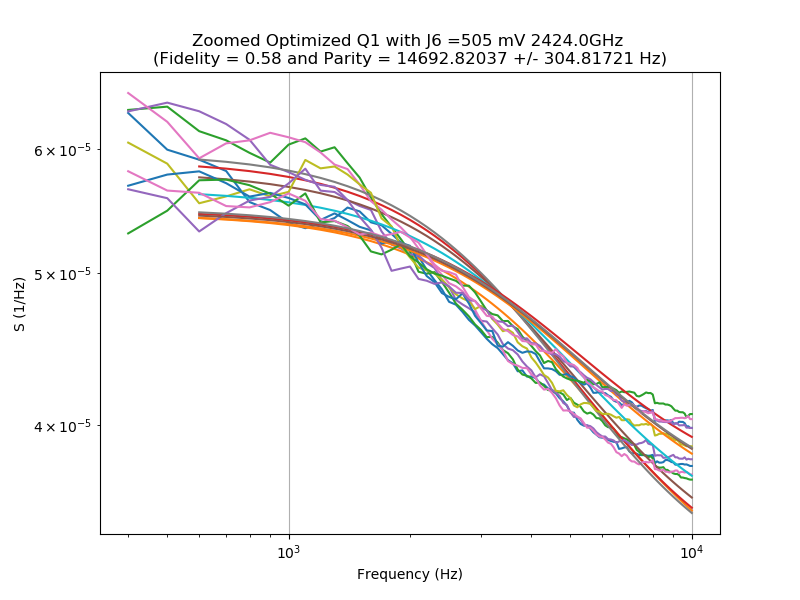 Zoomed Optimized Q1 with J6 =505 mV 2424.0GHz
(Fidelity = 0.58 and Parity = 14692.82037 +/- 304.81721 Hz)
6 × 10⁻⁵
5 × 10⁻⁵
4 × 10⁻⁵
S (1/Hz)
10³
10⁴
Frequency (Hz)